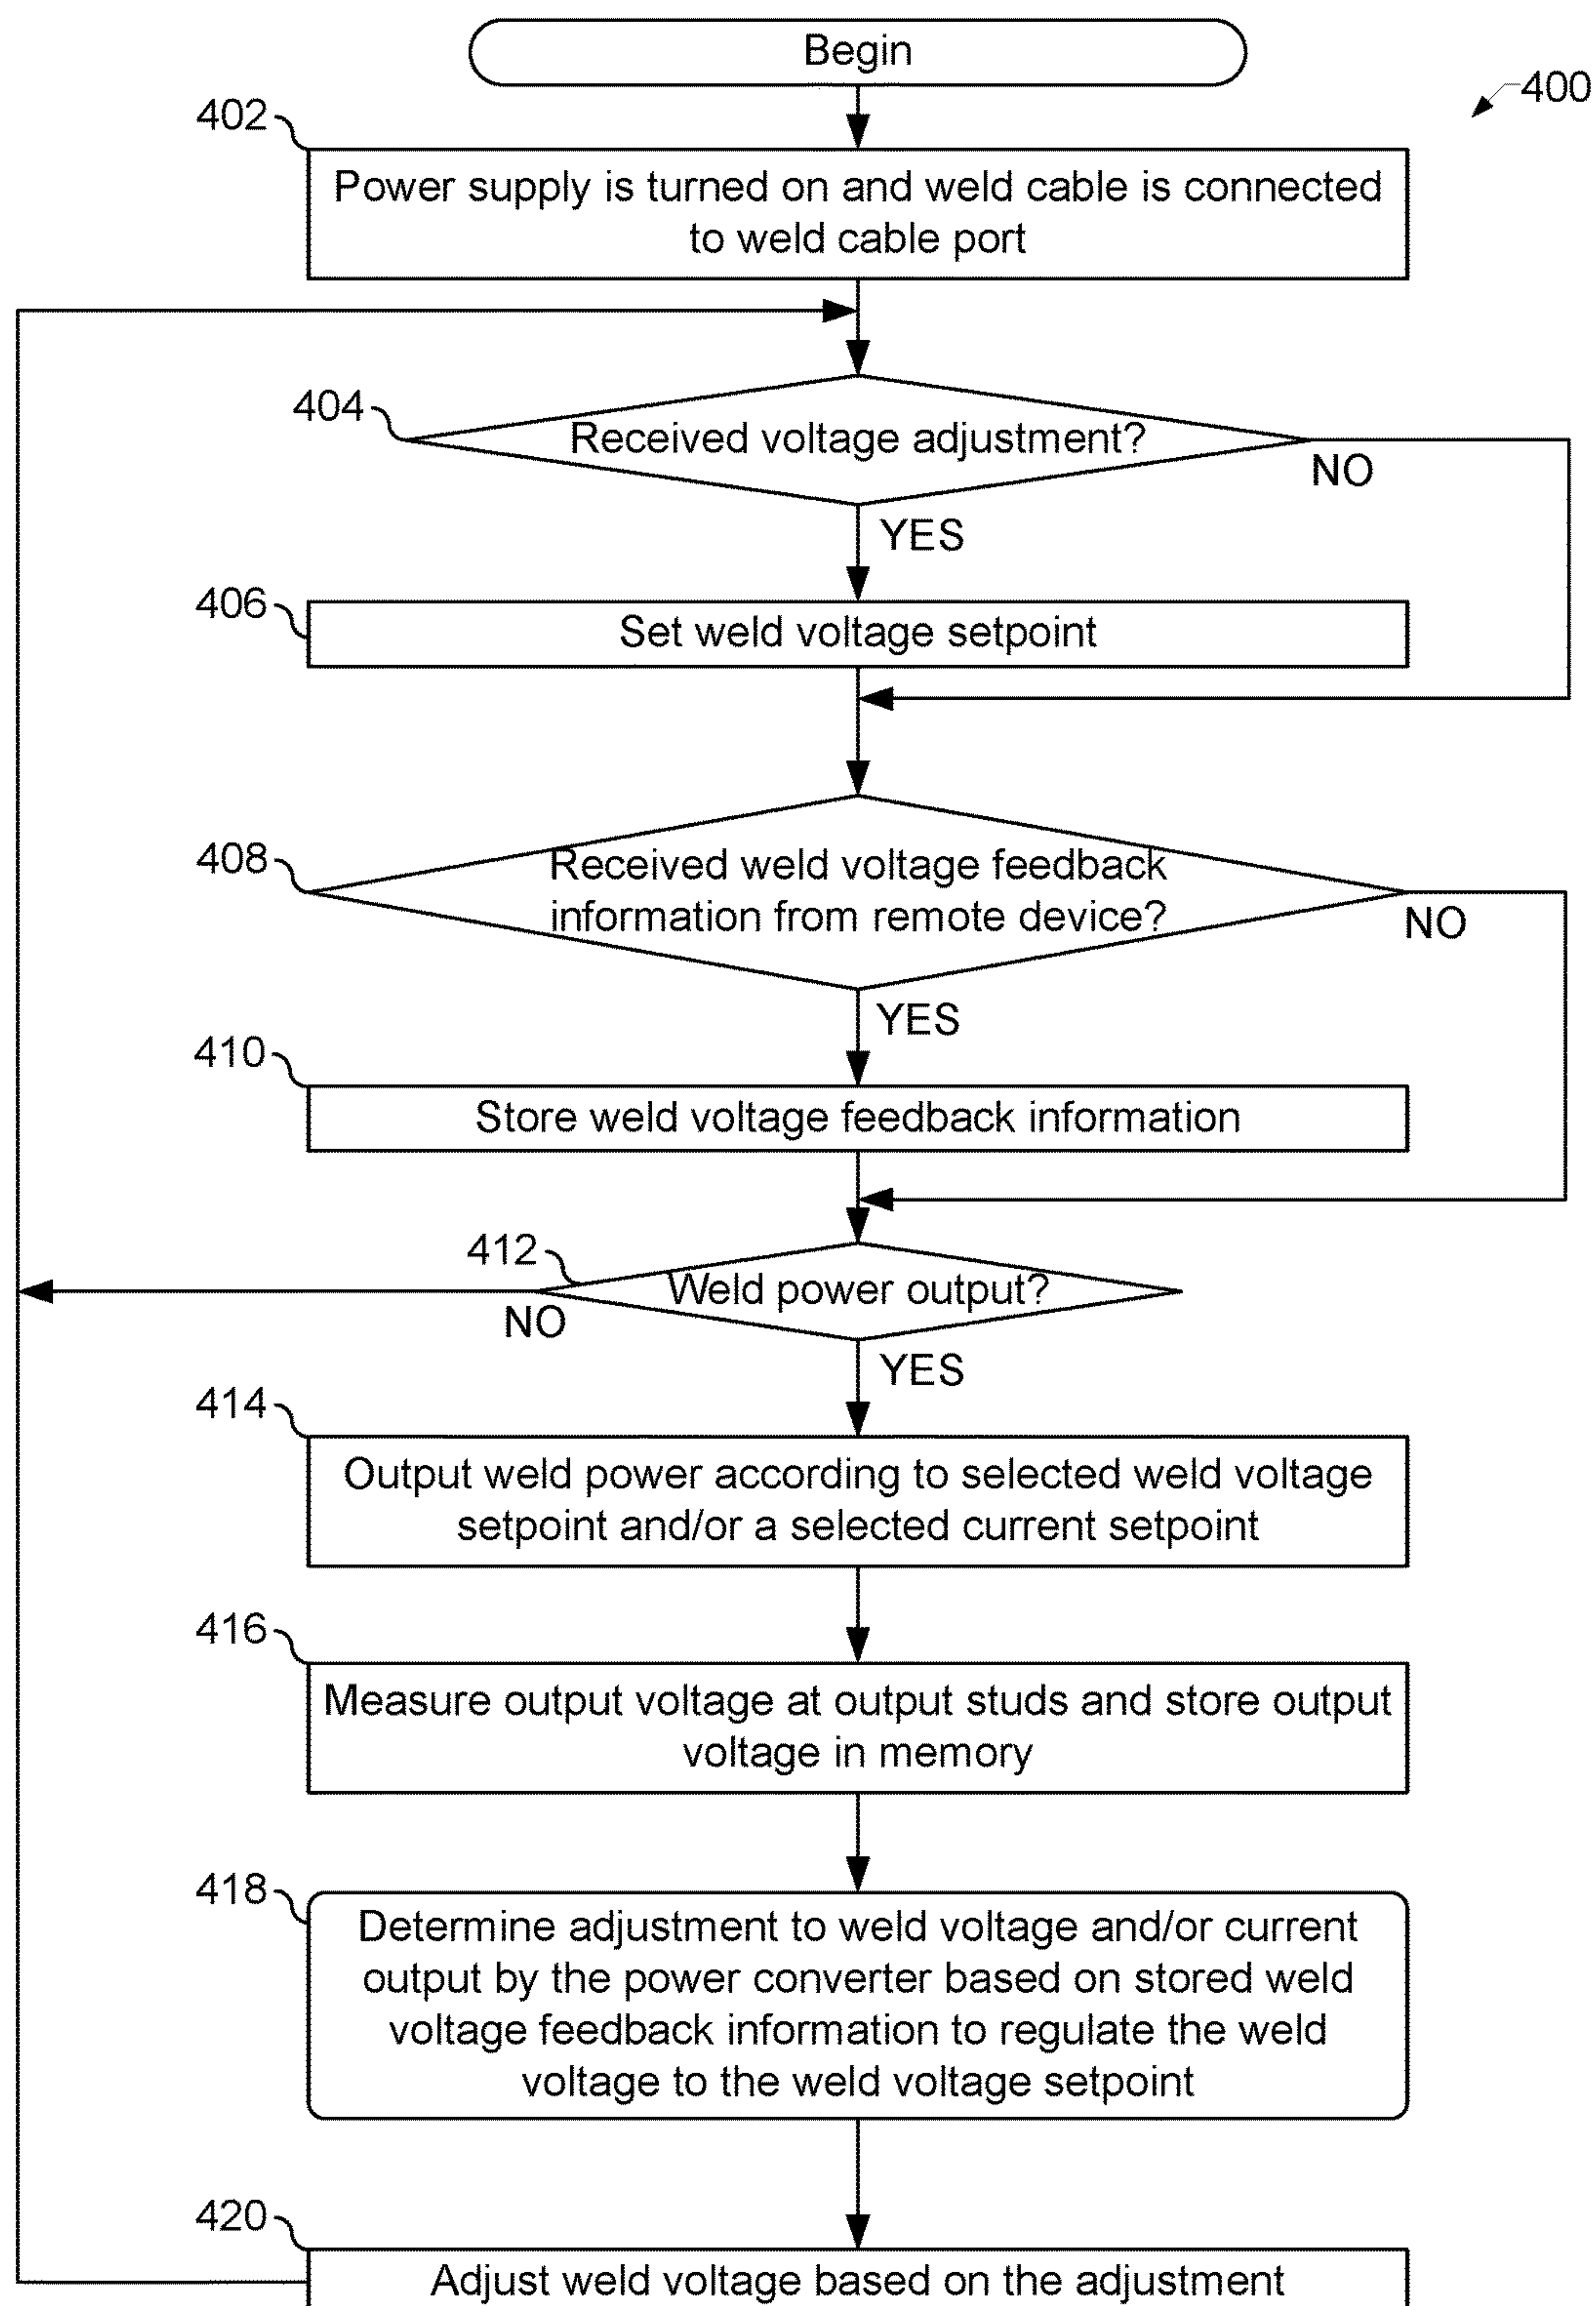 Begin
400
402
Power supply is turned on and weld cable is connected
to weld cable port
404
Received voltage adjustment?
NO
YES
406
Set weld voltage setpoint
408
Received weld voltage feedback
information from remote device?
NO
YES
410
Store weld voltage feedback information
412
Weld power output?
NO
YES
414
Output weld power according to selected weld voltage
setpoint and/or a selected current setpoint
416
Measure output voltage at output studs and store output
voltage in memory
418
Determine adjustment to weld voltage and/or current
output by the power converter based on stored weld
voltage feedback information to regulate the weld
voltage to the weld voltage setpoint
420
Adjust weld voltage based on the adjustment